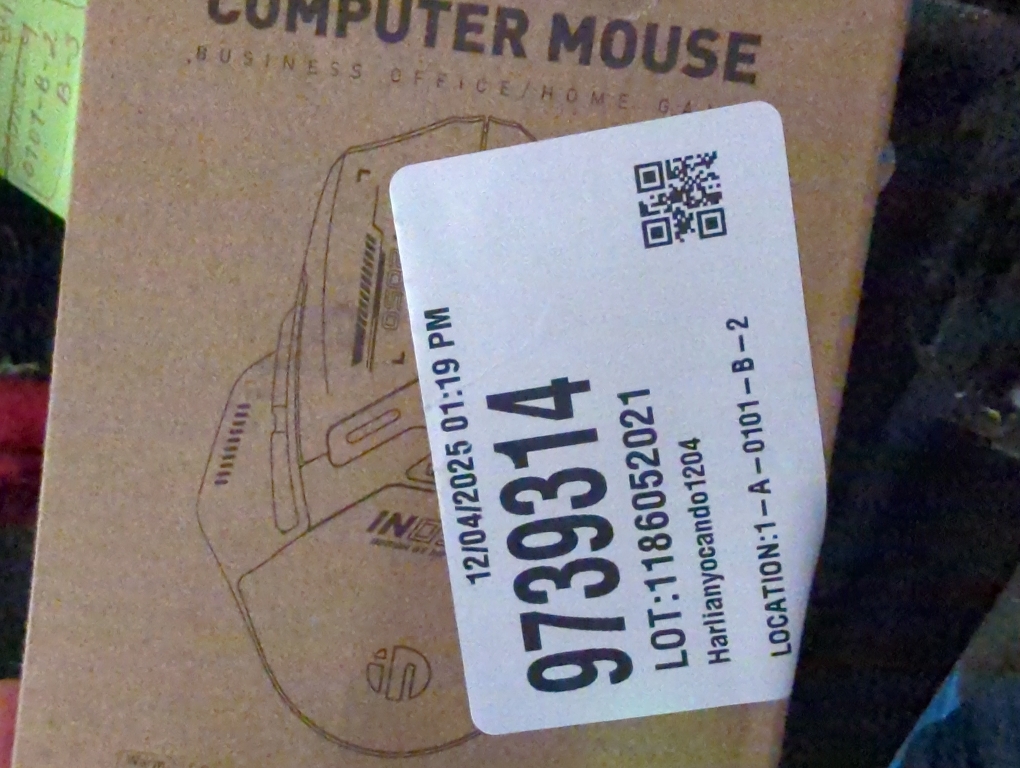 COMPUTER MOUSE
BUSINESS OFFICE/HOME
12/04/2025 01:19 PM
9739314
LOT:1186052021
Harlianyocando1204
LOCATION:1-A-0101-B-2